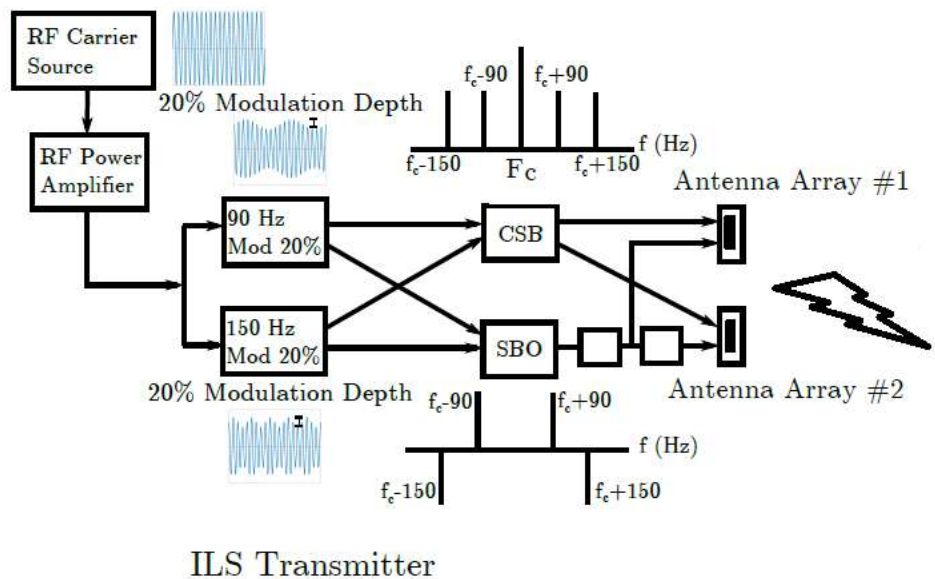 RF Carrier
Source
20% Modulation Depth
f_c-90
f_c+90
f (Hz)
f_c-150
F_C
f_c+150
RF Power
Amplifier
Antenna Array #1
90 Hz
Mod 20%
CSB
150 Hz
Mod 20%
SBO
20% Modulation Depth
Antenna Array #2
f_c-90
f_c+90
f (Hz)
f_c-150
f_c+150
ILS Transmitter